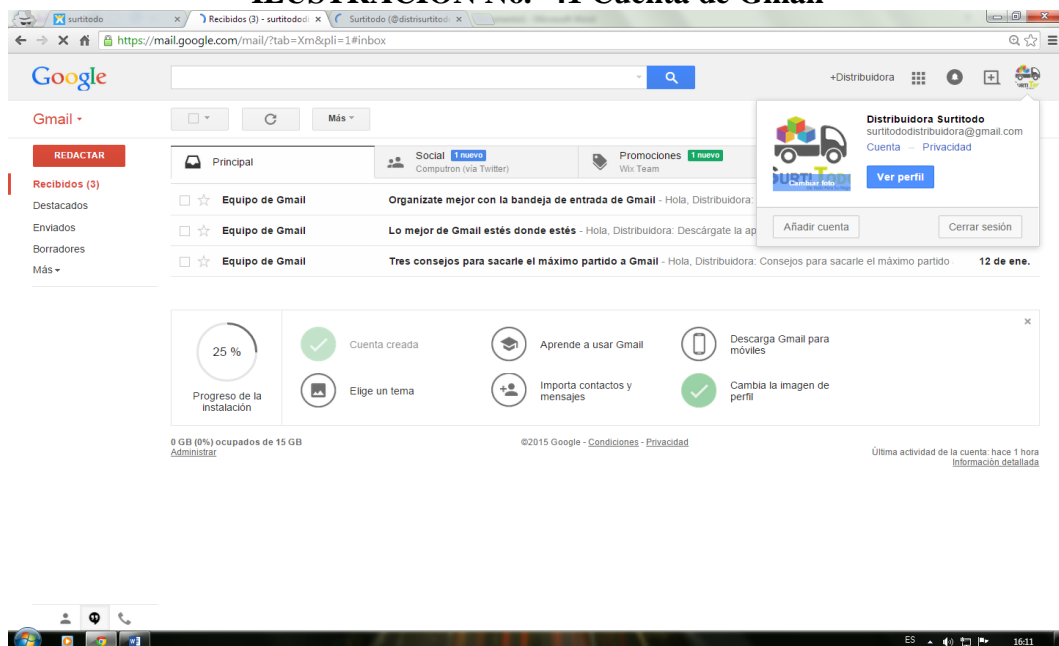 ILUSTRACIÓN No. 41 Cuenta de Gmail
surtitodo
Recibidos (3) - surtitododi
Surtitodo (@distrisurtitod
https://mail.google.com/mail/?tab=Xm&pli=1#inbox
Google
+Distribuidora
Gmail
Más
Distribuidora Surtitodo
surtitododistribuidora@gmail.com
Cuenta – Privacidad
Ver perfil
SURTITODO
Cambiar foto
Añadir cuenta
Cerrar sesión
REDACTAR
Recibidos (3)
Destacados
Enviados
Borradores
Más
Principal
Social 1 nuevo
Computron (vía Twitter)
Promociones 1 nuevo
Wix Team
Equipo de Gmail Organízate mejor con la bandeja de entrada de Gmail - Hola, Distribuidora:
Equipo de Gmail Lo mejor de Gmail estés donde estés - Hola, Distribuidora: Descárgate la ap
Equipo de Gmail Tres consejos para sacarle el máximo partido a Gmail - Hola, Distribuidora: Consejos para sacarle el máximo partido 12 de ene.
25 %
Progreso de la
instalación
Cuenta creada
Aprende a usar Gmail
Descarga Gmail para
móviles
Elige un tema
Importa contactos y
mensajes
Cambia la imagen de
perfil
0 GB (0%) ocupados de 15 GB
Administrar
©2015 Google - Condiciones - Privacidad
Última actividad de la cuenta: hace 1 hora
Información detallada
ES
16:11